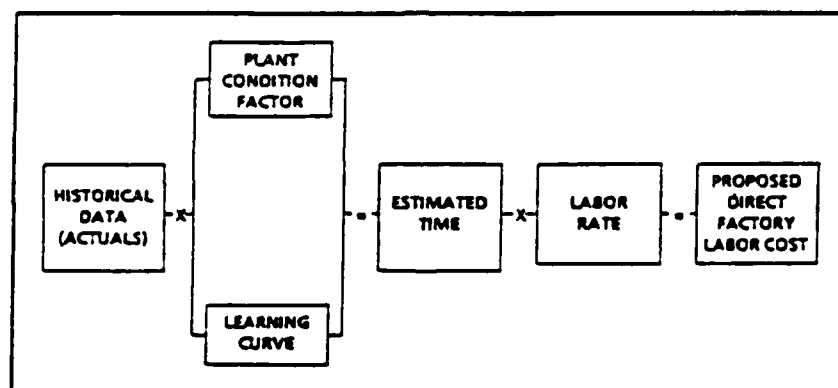 PLANT
CONDITION
FACTOR
HISTORICAL
DATA
(ACTUALS)
X
=
ESTIMATED
TIME
X
LABOR
RATE
=
PROPOSED
DIRECT
FACTORY
LABOR COST
LEARNING
CURVE